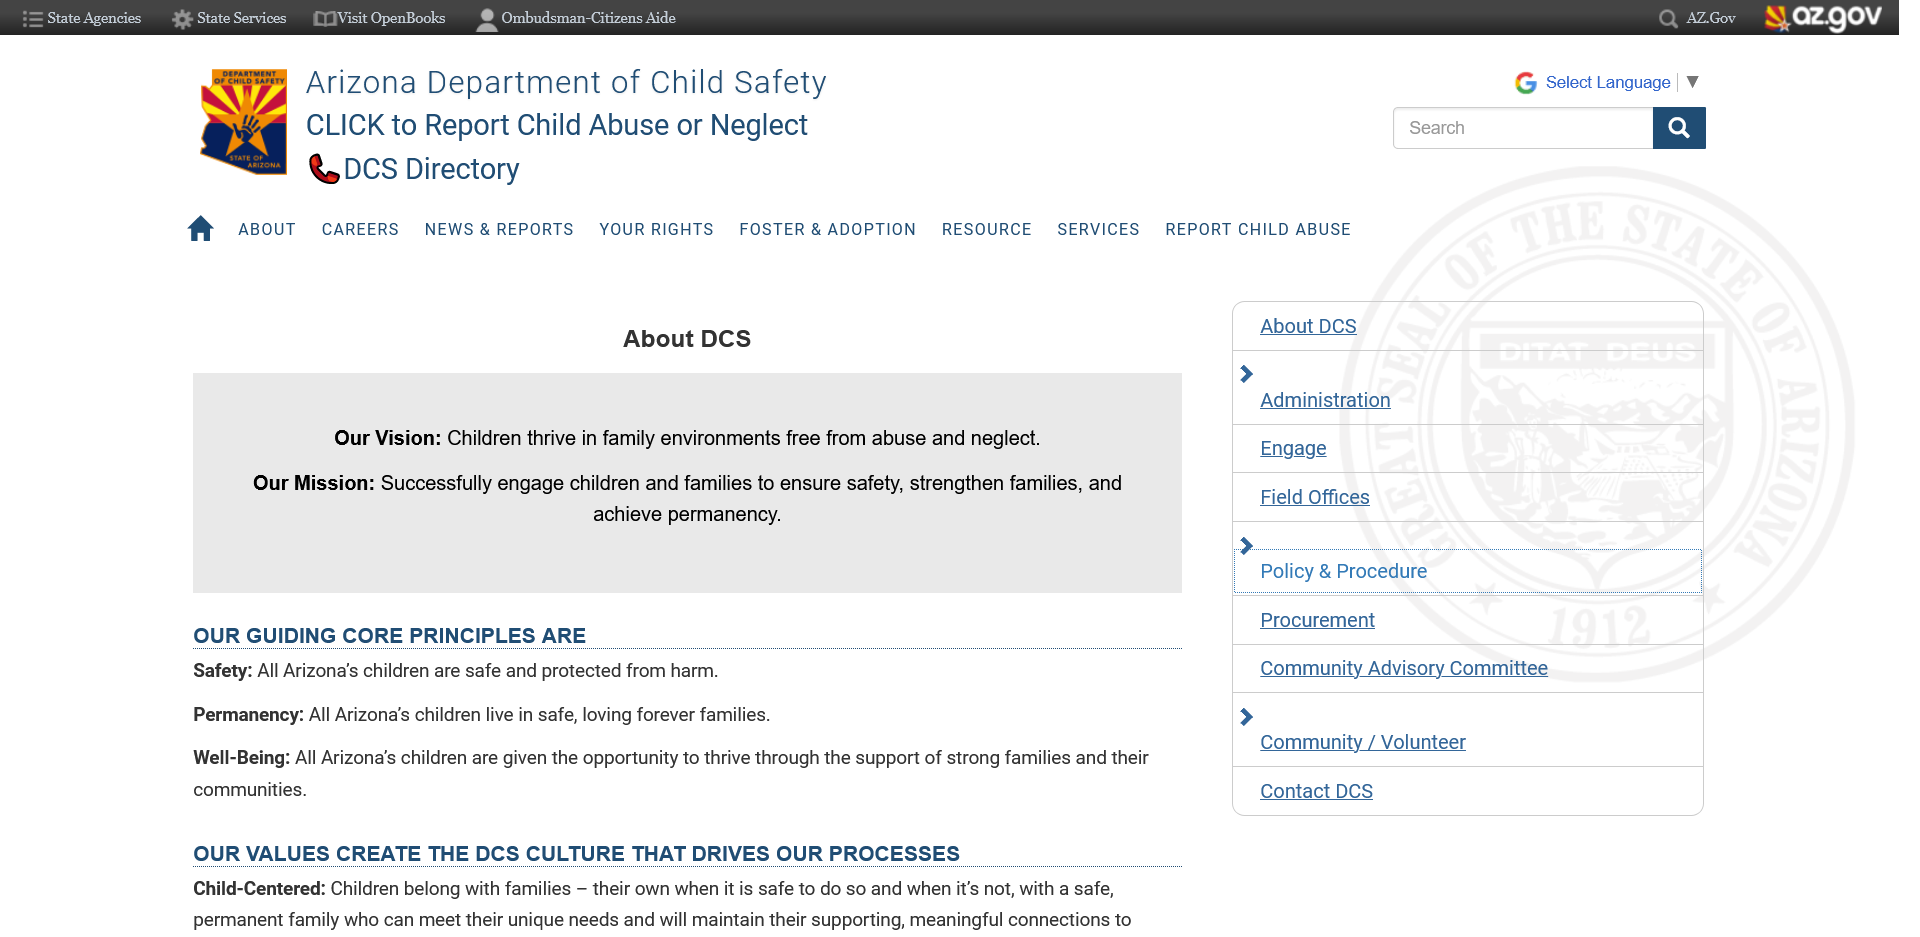 State Agencies
State Services
Visit OpenBooks
Ombudsman-Citizens Aide
AZ.Gov
az.gov
DEPARTMENT
OF CHILD SAFETY
STATE OF
ARIZONA
Arizona Department of Child Safety
CLICK to Report Child Abuse or Neglect
DCS Directory
Select Language ▼
Search
ABOUT
CAREERS
NEWS & REPORTS
YOUR RIGHTS
FOSTER & ADOPTION
RESOURCE
SERVICES
REPORT CHILD ABUSE
GREAT SEAL OF THE STATE OF ARIZONA
DITAT DEUS
1912
About DCS
Our Vision: Children thrive in family environments free from abuse and neglect.
Our Mission: Successfully engage children and families to ensure safety, strengthen families, and
achieve permanency.
OUR GUIDING CORE PRINCIPLES ARE
Safety: All Arizona’s children are safe and protected from harm.
Permanency: All Arizona’s children live in safe, loving forever families.
Well-Being: All Arizona’s children are given the opportunity to thrive through the support of strong families and their
communities.
OUR VALUES CREATE THE DCS CULTURE THAT DRIVES OUR PROCESSES
Child-Centered: Children belong with families – their own when it is safe to do so and when it’s not, with a safe,
permanent family who can meet their unique needs and will maintain their supporting, meaningful connections to
About DCS
Administration
Engage
Field Offices
Policy & Procedure
Procurement
Community Advisory Committee
Community / Volunteer
Contact DCS